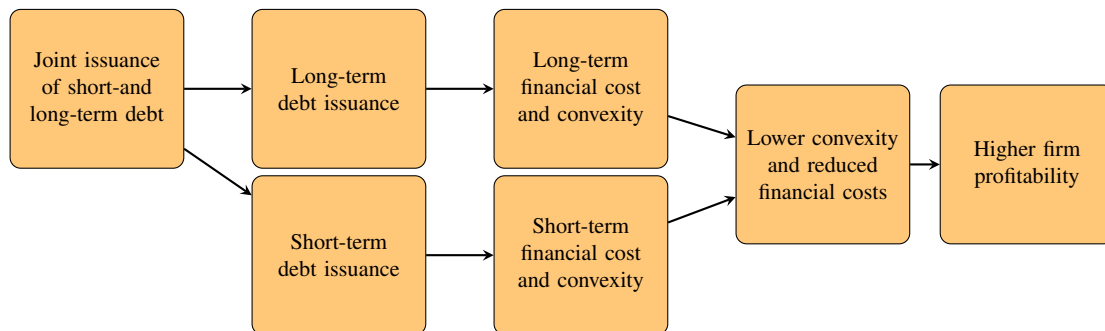 Joint issuance
of short-and
long-term debt
Long-term
debt issuance
Long-term
financial cost
and convexity
Short-term
debt issuance
Short-term
financial cost
and convexity
Lower convexity
and reduced
financial costs
Higher firm
profitability